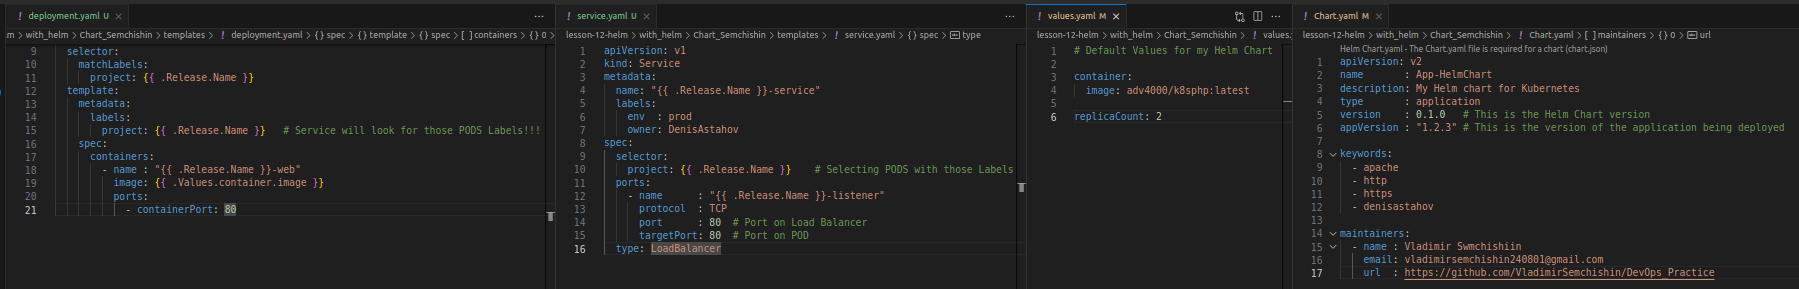 ! deployment.yaml U ×
m > with_helm > Chart_Semchishin > templates > ! deployment.yaml > {} spec > {} template > {} spec > [ ] containers > {} 0 >
9 selector:
10 matchLabels:
11 project: {{ .Release.Name }}
12 template:
13 metadata:
14 labels:
15 project: {{ .Release.Name }} # Service will look for those PODS Labels!!!
16 spec:
17 containers:
18 - name : "{{ .Release.Name }}-web"
19 image: {{ .Values.container.image }}
20 ports:
21 - containerPort: 80
! service.yaml U ×
lesson-12-helm > with_helm > Chart_Semchishin > templates > ! service.yaml > {} spec > type
1 apiVersion: v1
2 kind: Service
3 metadata:
4 name: "{{ .Release.Name }}-service"
5 labels:
6 env : prod
7 owner: DenisAstahov
8 spec:
9 selector:
10 project: {{ .Release.Name }} # Selecting PODS with those Labels
11 ports:
12 - name : "{{ .Release.Name }}-listener"
13 protocol : TCP
14 port : 80 # Port on Load Balancer
15 targetPort: 80 # Port on POD
16 type: LoadBalancer
! values.yaml M ×
lesson-12-helm > with_helm > Chart_Semchishin > ! values.
1 # Default Values for my Helm Chart
2
3 container:
4 image: adv4000/k8sphp:latest
5
6 replicaCount: 2
! Chart.yaml M ×
lesson-12-helm > with_helm > Chart_Semchishin > ! Chart.yaml > [ ] maintainers > {} 0 > url
Helm Chart.yaml - The Chart.yaml file is required for a chart (chart.json)
1 apiVersion: v2
2 name : App-HelmChart
3 description: My Helm chart for Kubernetes
4 type : application
5 version : 0.1.0 # This is the Helm Chart version
6 appVersion : "1.2.3" # This is the version of the application being deployed
7
8 keywords:
9 - apache
10 - http
11 - https
12 - denisastahov
13
14 maintainers:
15 - name : Vladimir Swmchishiin
16 email: vladimirsemchishin240801@gmail.com
17 url : https://github.com/VladimirSemchishin/DevOps_Practice